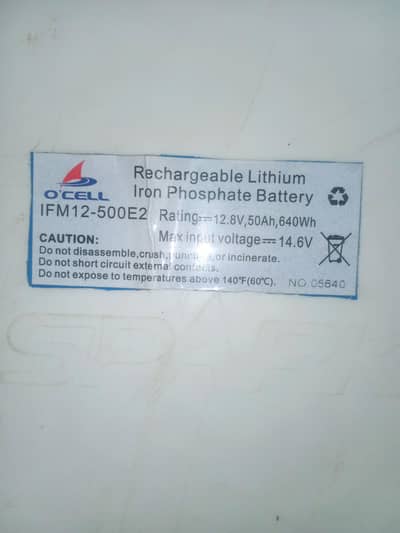 O'CELL
IFM12-500E2
Rechargeable Lithium
Iron Phosphate Battery
Rating⎓12.8V,50Ah,640Wh
Max input voltage⎓14.6V
CAUTION:
Do not disassemble,crush,puncture,or incinerate.
Do not short circuit external contacts.
Do not expose to temperatures above 140°F(60℃).
NO.05640